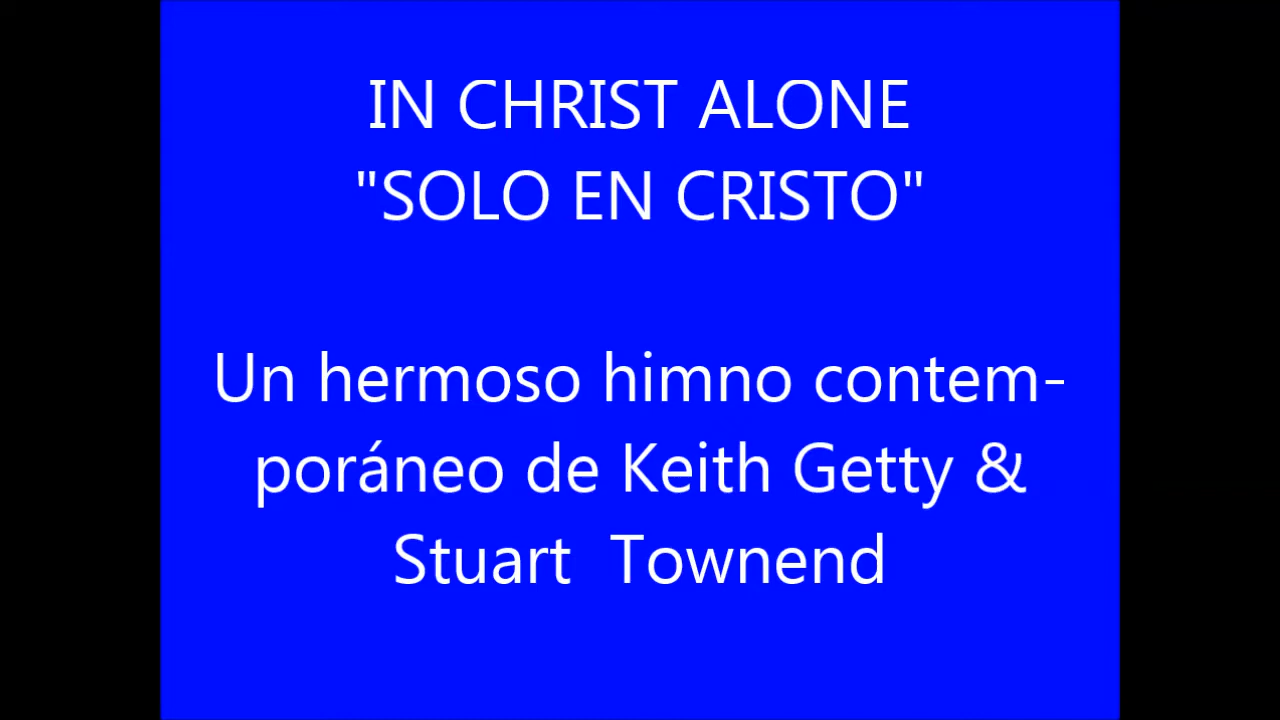 IN CHRIST ALONE
"SOLO EN CRISTO"
Un hermoso himno contem-
poráneo de Keith Getty &
Stuart  Townend